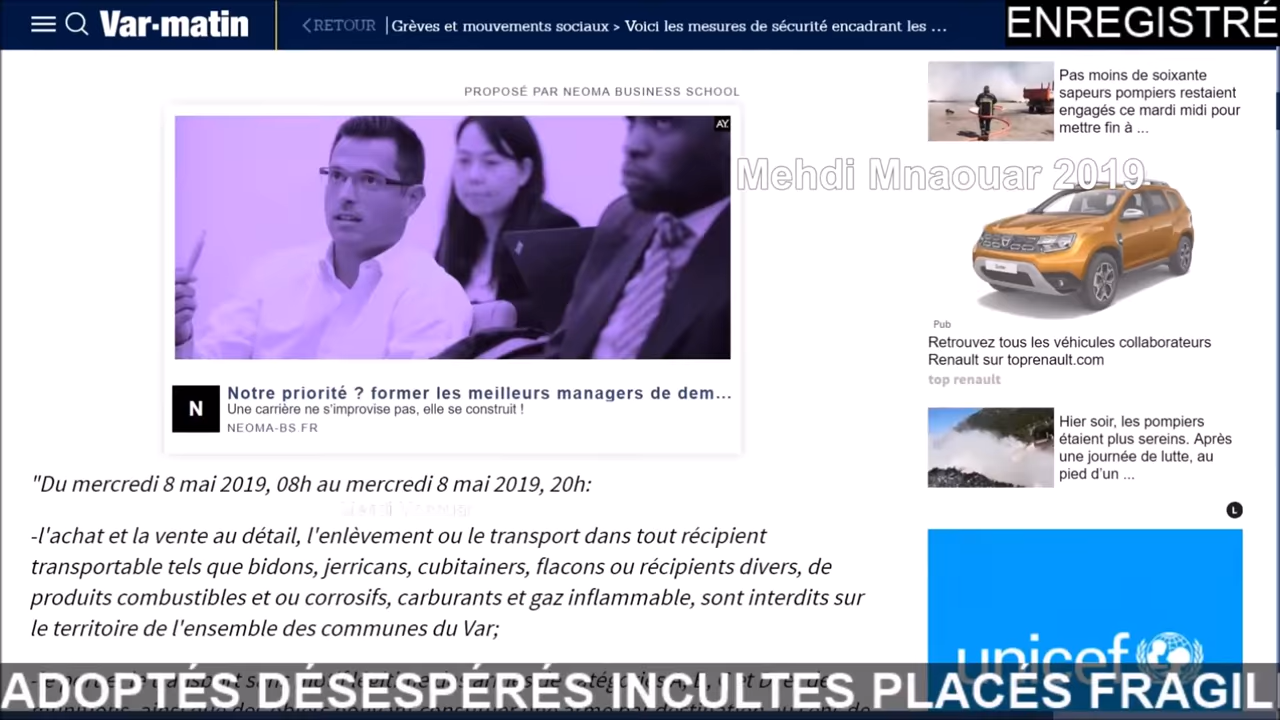 Var-matin
RETOUR
Grèves et mouvements sociaux > Voici les mesures de sécurité encadrant les ...
ENREGISTRÉ
PROPOSÉ PAR NEOMA BUSINESS SCHOOL
AY
N
Notre priorité ? former les meilleurs managers de dem...
Une carrière ne s'improvise pas, elle se construit !
NEOMA-BS.FR
"Du mercredi 8 mai 2019, 08h au mercredi 8 mai 2019, 20h:
-l'achat et la vente au détail, l'enlèvement ou le transport dans tout récipient
transportable tels que bidons, jerricans, cubitainers, flacons ou récipients divers, de
produits combustibles et ou corrosifs, carburants et gaz inflammable, sont interdits sur
le territoire de l'ensemble des communes du Var;
Pas moins de soixante
sapeurs pompiers restaient
engagés ce mardi midi pour
mettre fin à ...
Mehdi Mnaouar 2019
Pub
Retrouvez tous les véhicules collaborateurs
Renault sur toprenault.com
top renault
Hier soir, les pompiers
étaient plus sereins. Après
une journée de lutte, au
pied d'un ...
L
unicef
ADOPTÉS DÉSESPÉRÉS INCULTES PLACÉS FRAGIL